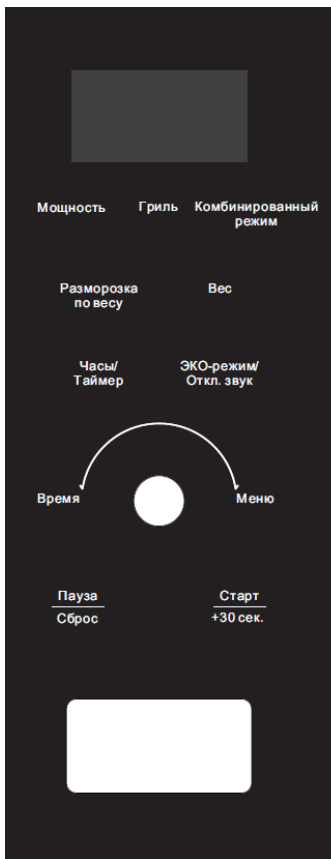 Мощность Гриль Комбинированный
режим
Разморозка Вес
по весу
Часы/ ЭКО-режим/
Таймер Откл. звук
Время Меню
Пауза Старт
Сброс +30 сек.